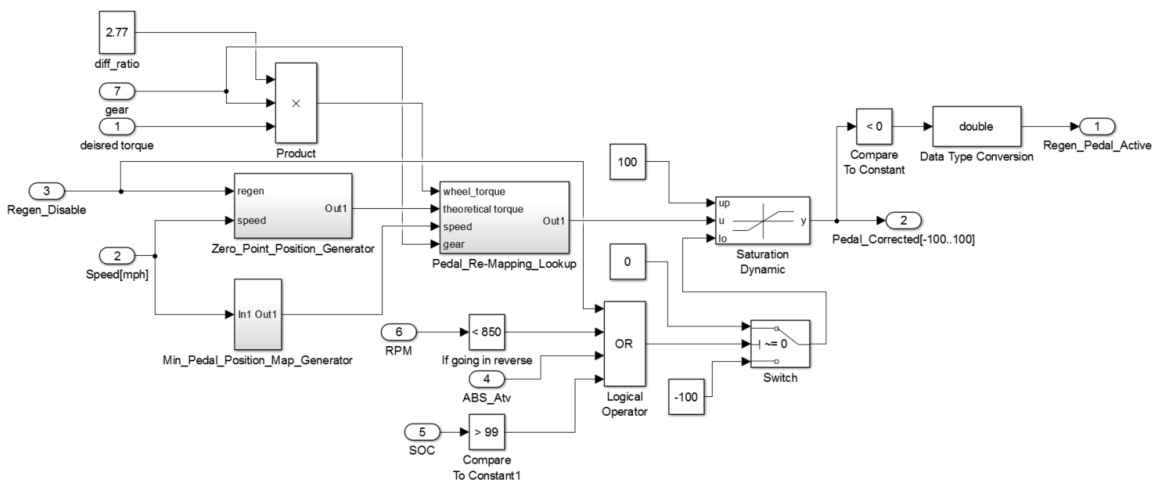 2.77
diff_ratio
7
gear
1
deisred torque
×
Product
3
Regen_Disable
regen
speed
Out1
Zero_Point_Position_Generator
2
Speed[mph]
In1 Out1
Min_Pedal_Position_Map_Generator
wheel_torque
theoretical torque
speed
gear
Out1
Pedal_Re-Mapping_Lookup
6
RPM
< 850
If going in reverse
4
ABS_Atv
5
SOC
> 99
Compare
To Constant1
OR
Logical
Operator
100
0
-100
~= 0
Switch
up
u
lo
y
Saturation
Dynamic
< 0
Compare
To Constant
double
Data Type Conversion
1
Regen_Pedal_Active
2
Pedal_Corrected[-100..100]